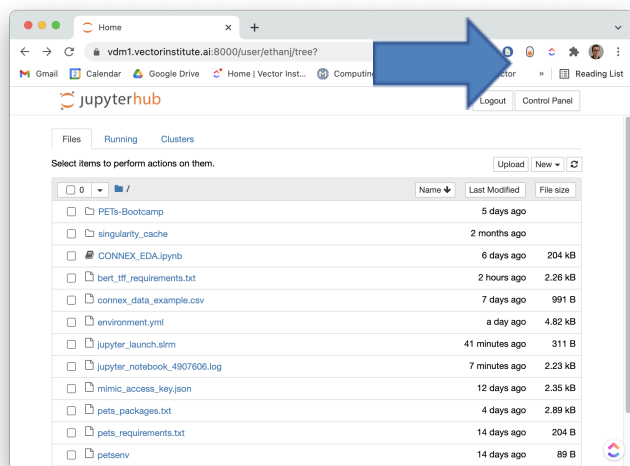 Home
vdm1.vectorinstitute.ai:8000/user/ethanj/tree?
Gmail Calendar Google Drive Home | Vector Inst... Computing » Reading List
jupyterhub Logout Control Panel
Files Running Clusters
Select items to perform actions on them. Upload New
0 / Name Last Modified File size
PETs-Bootcamp 5 days ago
singularity_cache 2 months ago
CONNEX_EDA.ipynb 6 days ago 204 kB
bert_tff_requirements.txt 2 hours ago 2.26 kB
connex_data_example.csv 7 days ago 991 B
environment.yml a day ago 4.82 kB
jupyter_launch.slrm 41 minutes ago 311 B
jupyter_notebook_4907606.log 7 minutes ago 2.23 kB
mimic_access_key.json 12 days ago 2.35 kB
pets_packages.txt 4 days ago 2.89 kB
pets_requirements.txt 14 days ago 204 B
petsenv 14 days ago 89 B